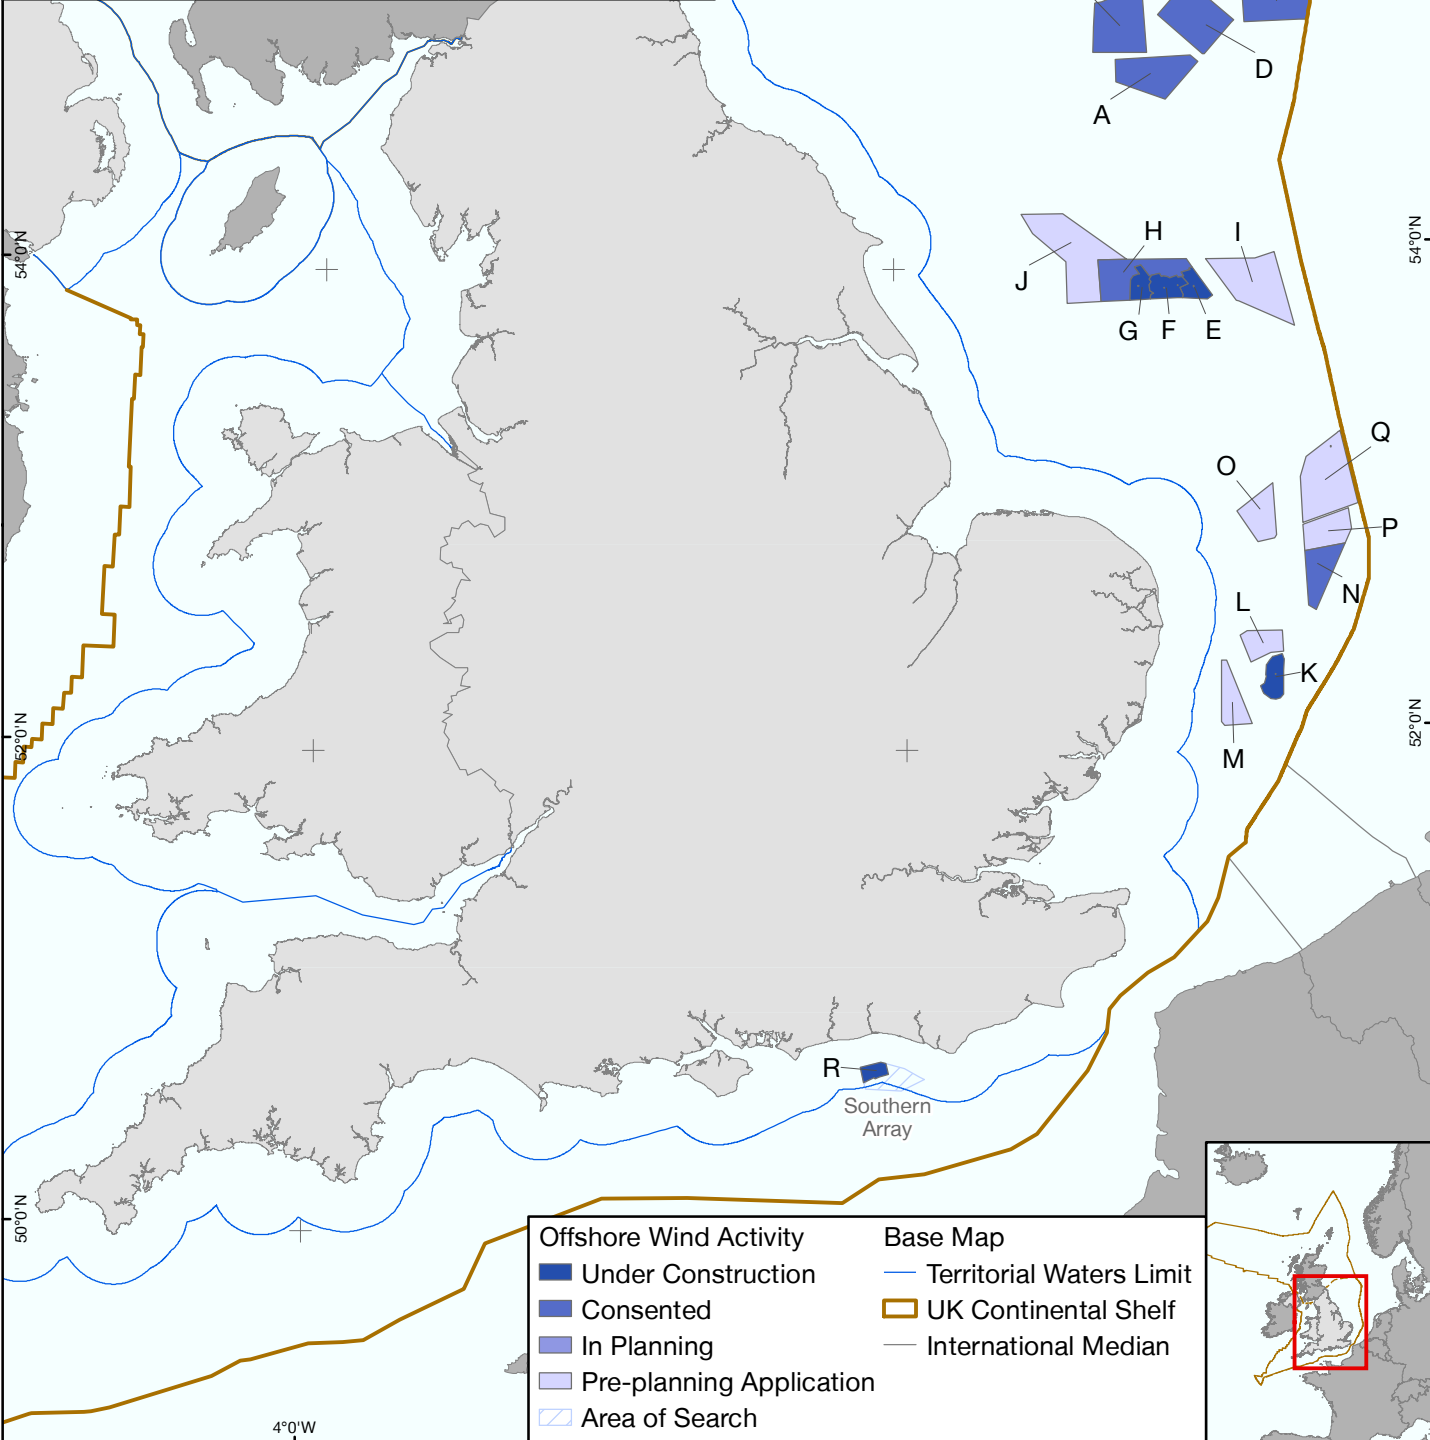 D
A
H
I
J
G
F
E
54°0'N
54°0'N
Q
O
P
N
L
K
M
52°0'N
52°0'N
R
Southern
Array
50°0'N
4°0'W
Offshore Wind Activity
Under Construction
Consented
In Planning
Pre-planning Application
Area of Search
Base Map
Territorial Waters Limit
UK Continental Shelf
International Median